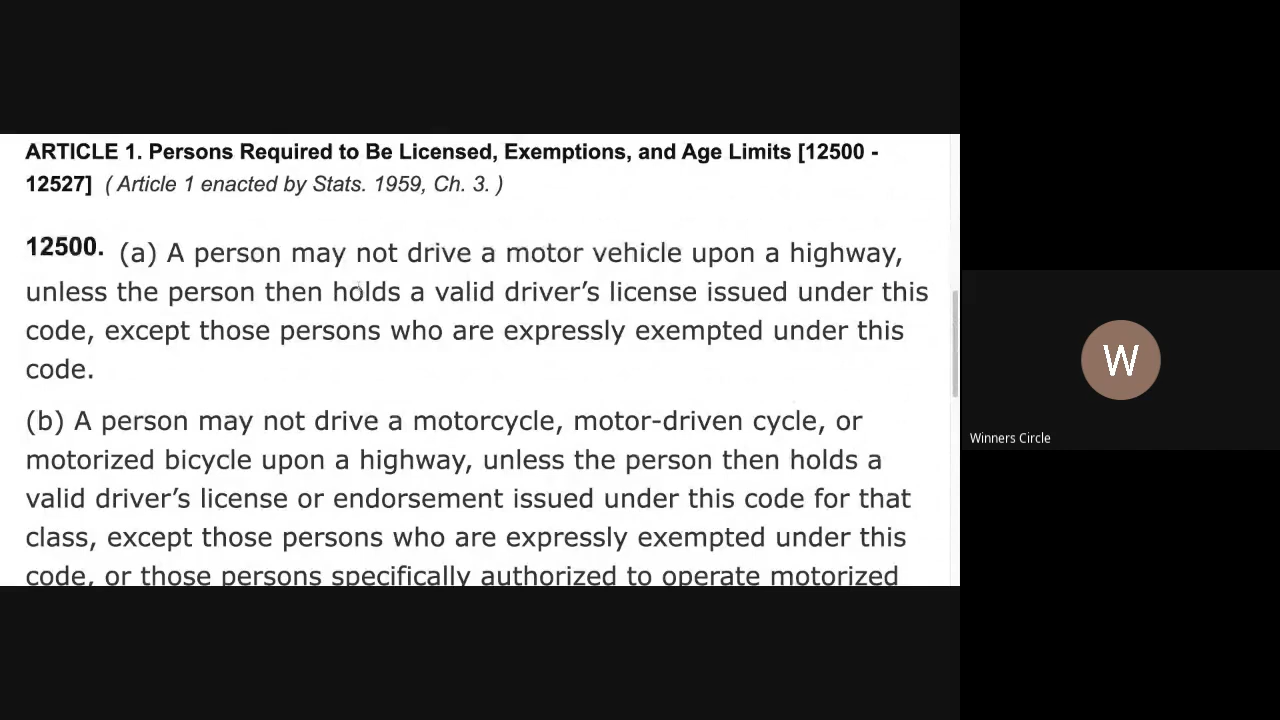 ARTICLE 1. Persons Required to Be Licensed, Exemptions, and Age Limits [12500 -
12527]  ( Article 1 enacted by Stats. 1959, Ch. 3. )
12500.  (a) A person may not drive a motor vehicle upon a highway,
unless the person then holds a valid driver’s license issued under this
code, except those persons who are expressly exempted under this
code.
(b) A person may not drive a motorcycle, motor-driven cycle, or
motorized bicycle upon a highway, unless the person then holds a
valid driver’s license or endorsement issued under this code for that
class, except those persons who are expressly exempted under this
code, or those persons specifically authorized to operate motorized
W
Winners Circle